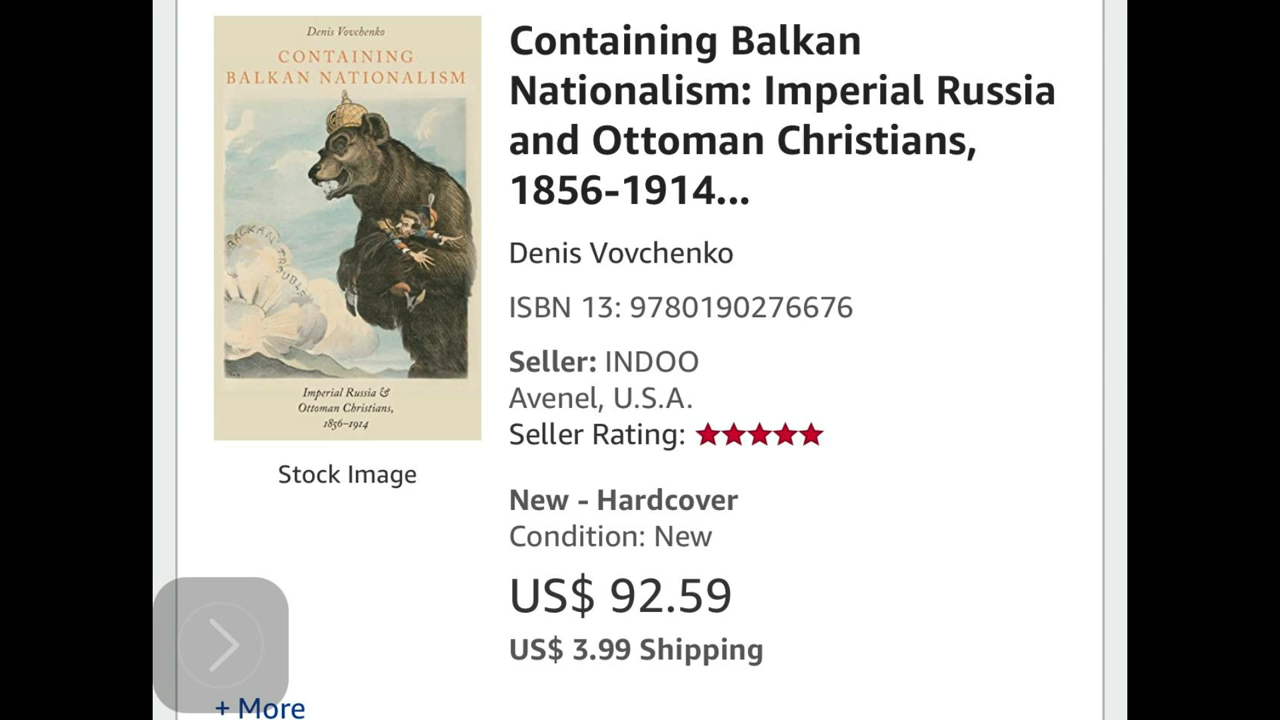 Denis Vovchenko
CONTAINING
BALKAN NATIONALISM
BALKAN TROUBLE
Imperial Russia &
Ottoman Christians,
1856–1914
Stock Image
Containing Balkan
Nationalism: Imperial Russia
and Ottoman Christians,
1856-1914...
Denis Vovchenko
ISBN 13: 9780190276676
Seller: INDOO
Avenel, U.S.A.
Seller Rating:
New - Hardcover
Condition: New
US$ 92.59
US$ 3.99 Shipping
+ More